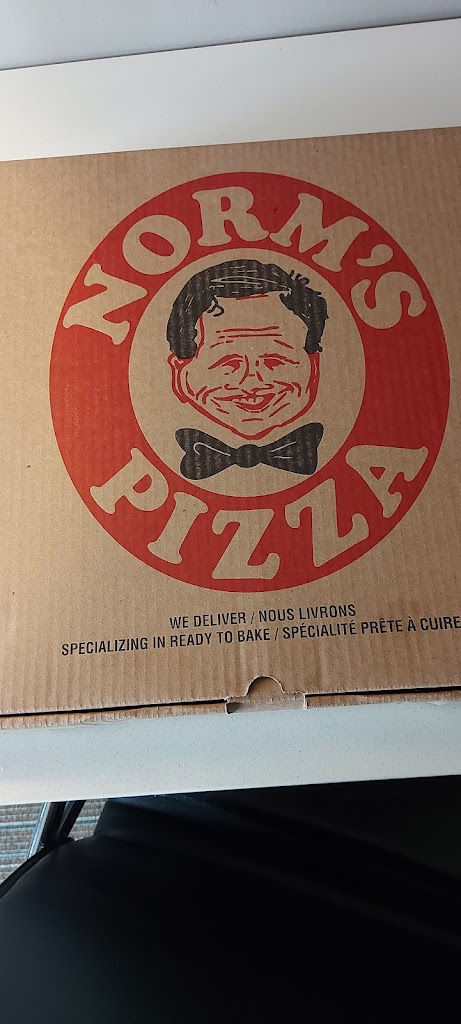 NORM'S
PIZZA
WE DELIVER / NOUS LIVRONS
SPECIALIZING IN READY TO BAKE / SPÉCIALITÉ PRÊTE À CUIRE